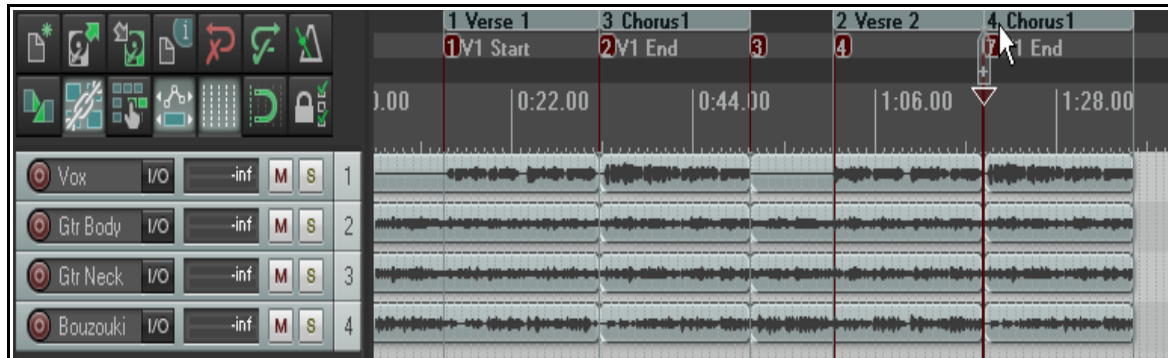 1 Verse 1 3 Chorus1 2 Vesre 2 4 Chorus1
1 V1 Start 2 V1 End 3 4 7 1 End
0.00 0:22.00 0:44.00 1:06.00 1:28.00
Vox I/O -inf M S 1
Gtr Body I/O -inf M S 2
Gtr Neck I/O -inf M S 3
Bouzouki I/O -inf M S 4